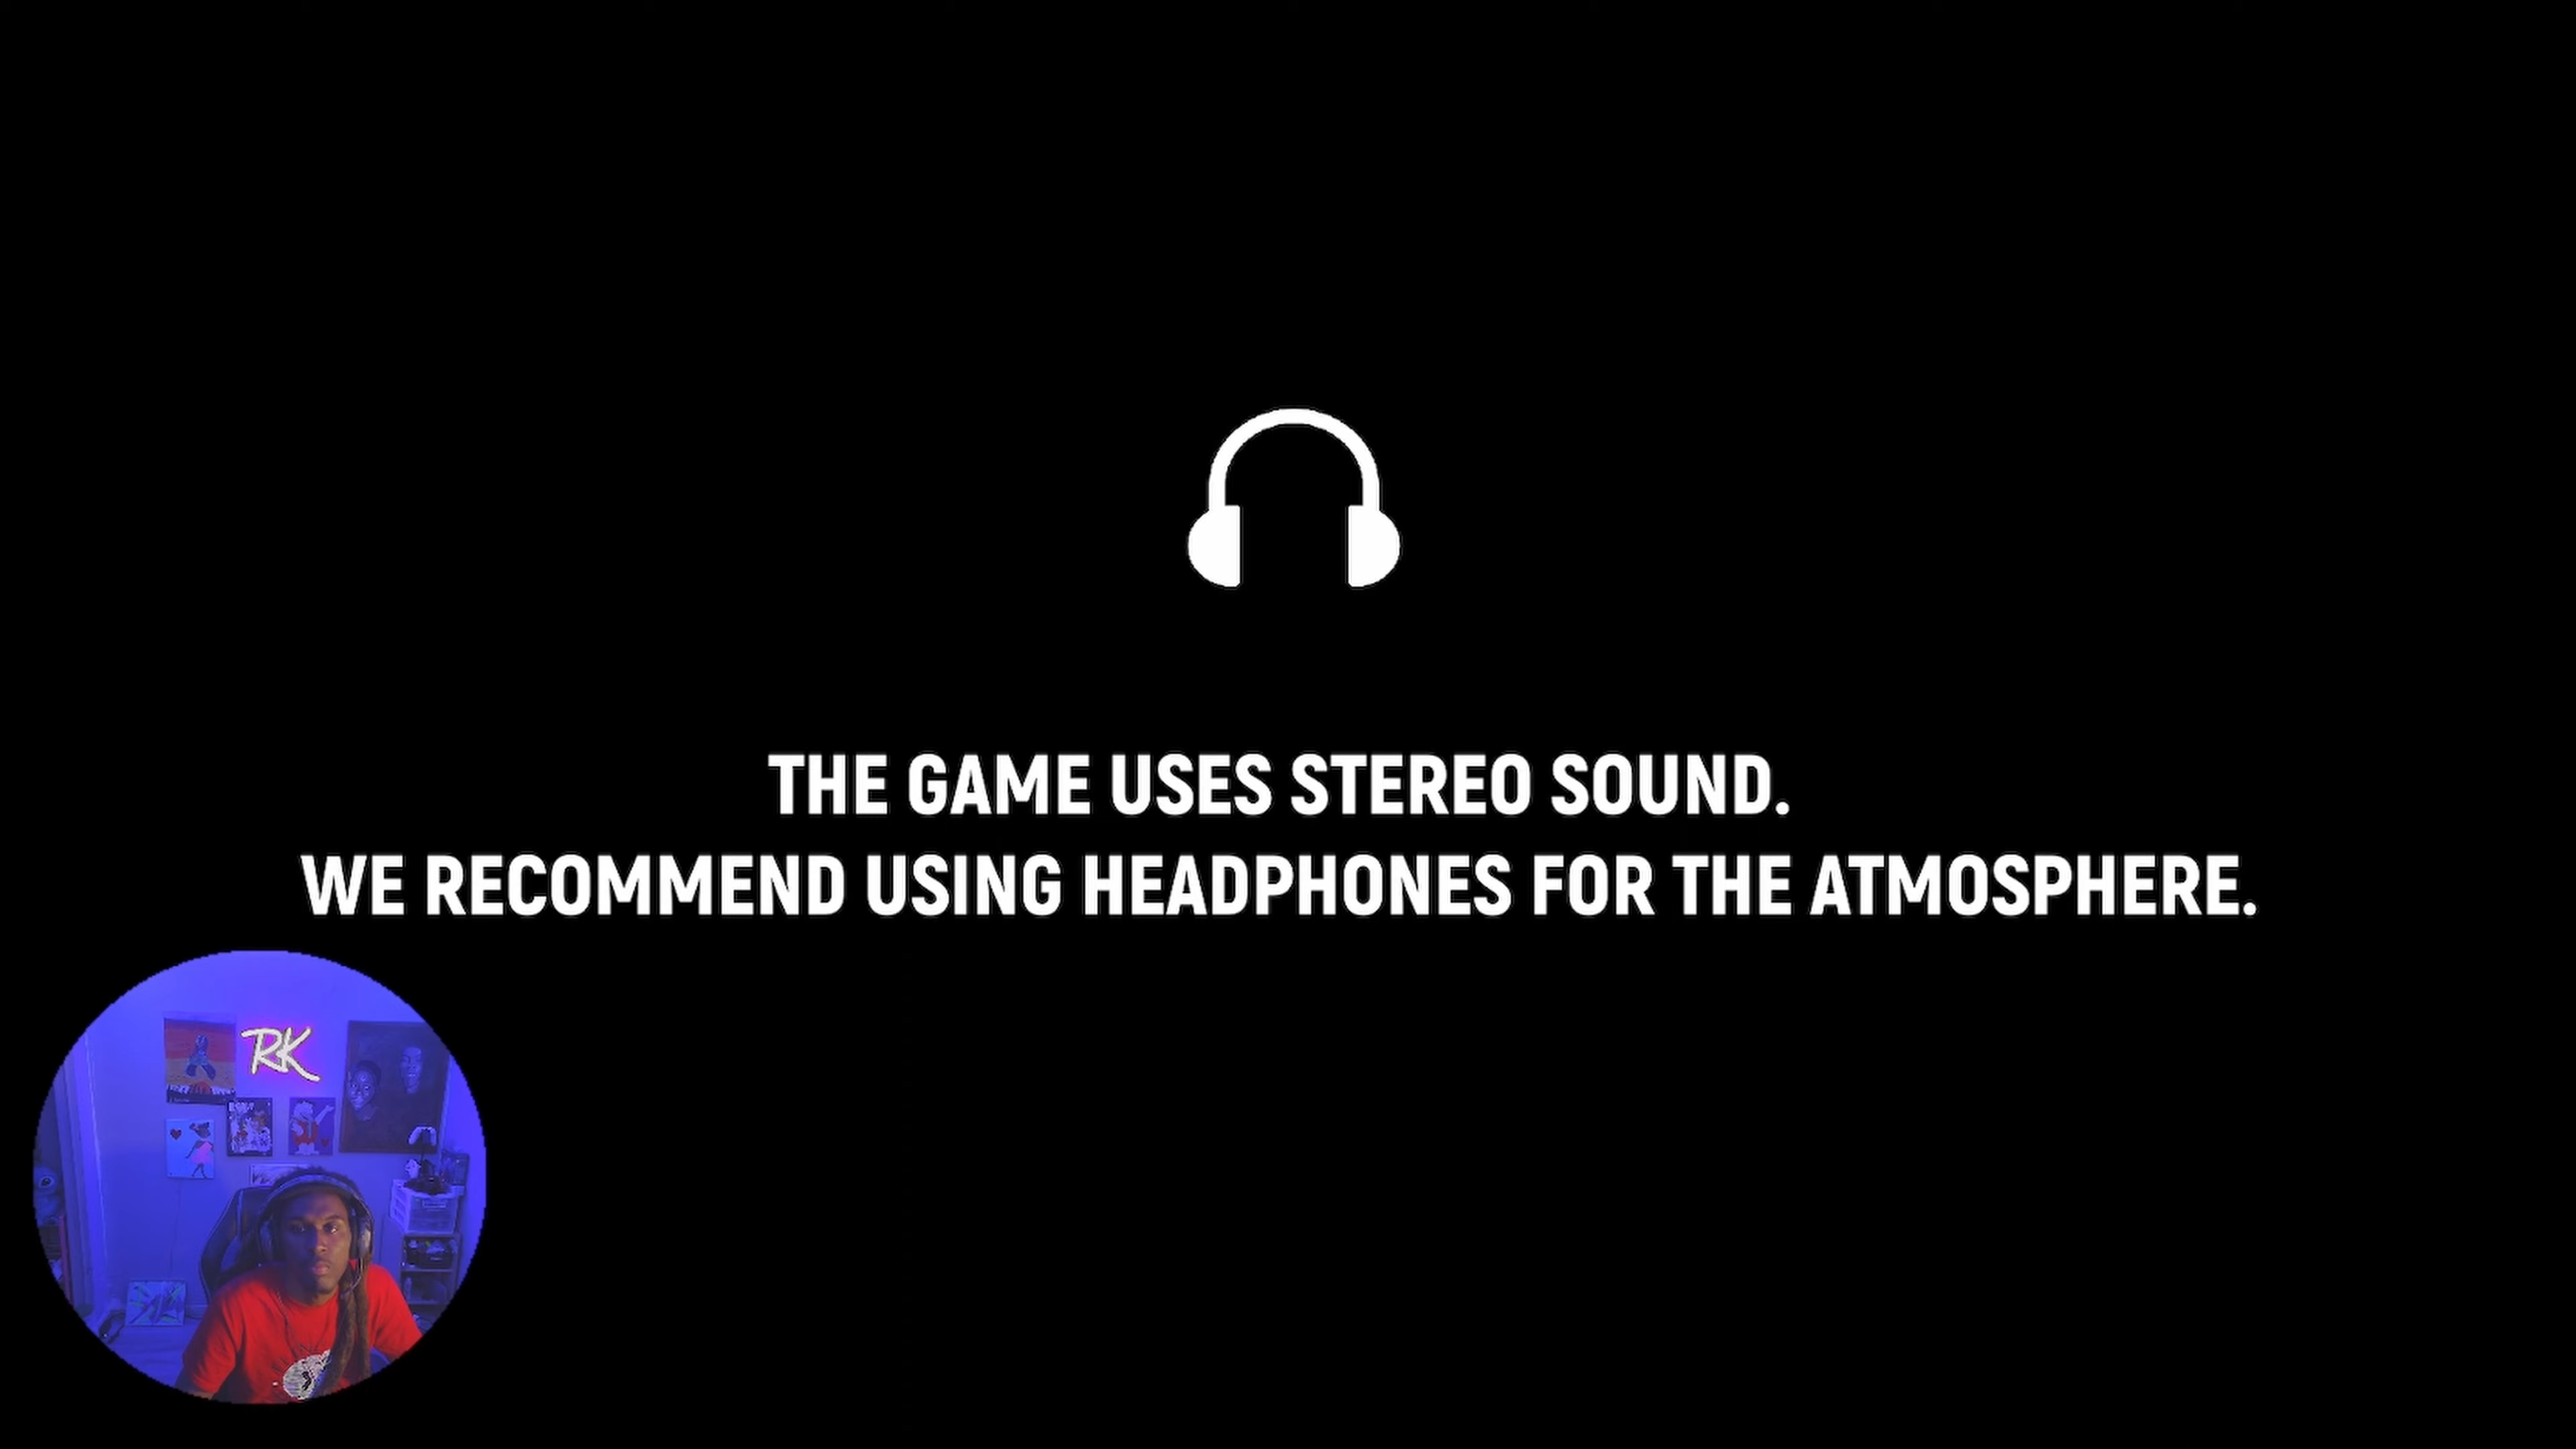 THE GAME USES STEREO SOUND.
WE RECOMMEND USING HEADPHONES FOR THE ATMOSPHERE.
RK